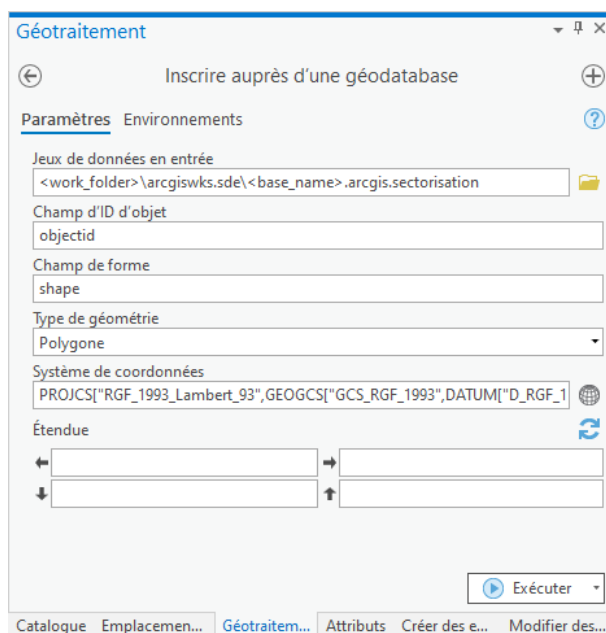 Géotraitement
Inscrire auprès d'une géodatabase
Paramètres Environnements
Jeux de données en entrée
<work_folder>\arcgiswks.sde\<base_name>.arcgis.sectorisation
Champ d'ID d'objet
objectid
Champ de forme
shape
Type de géométrie
Polygone
Système de coordonnées
PROJCS["RGF_1993_Lambert_93",GEOGCS["GCS_RGF_1993",DATUM["D_RGF_1
Étendue
Exécuter
Catalogue Emplacemen... Géotraitem... Attributs Créer des e... Modifier des...